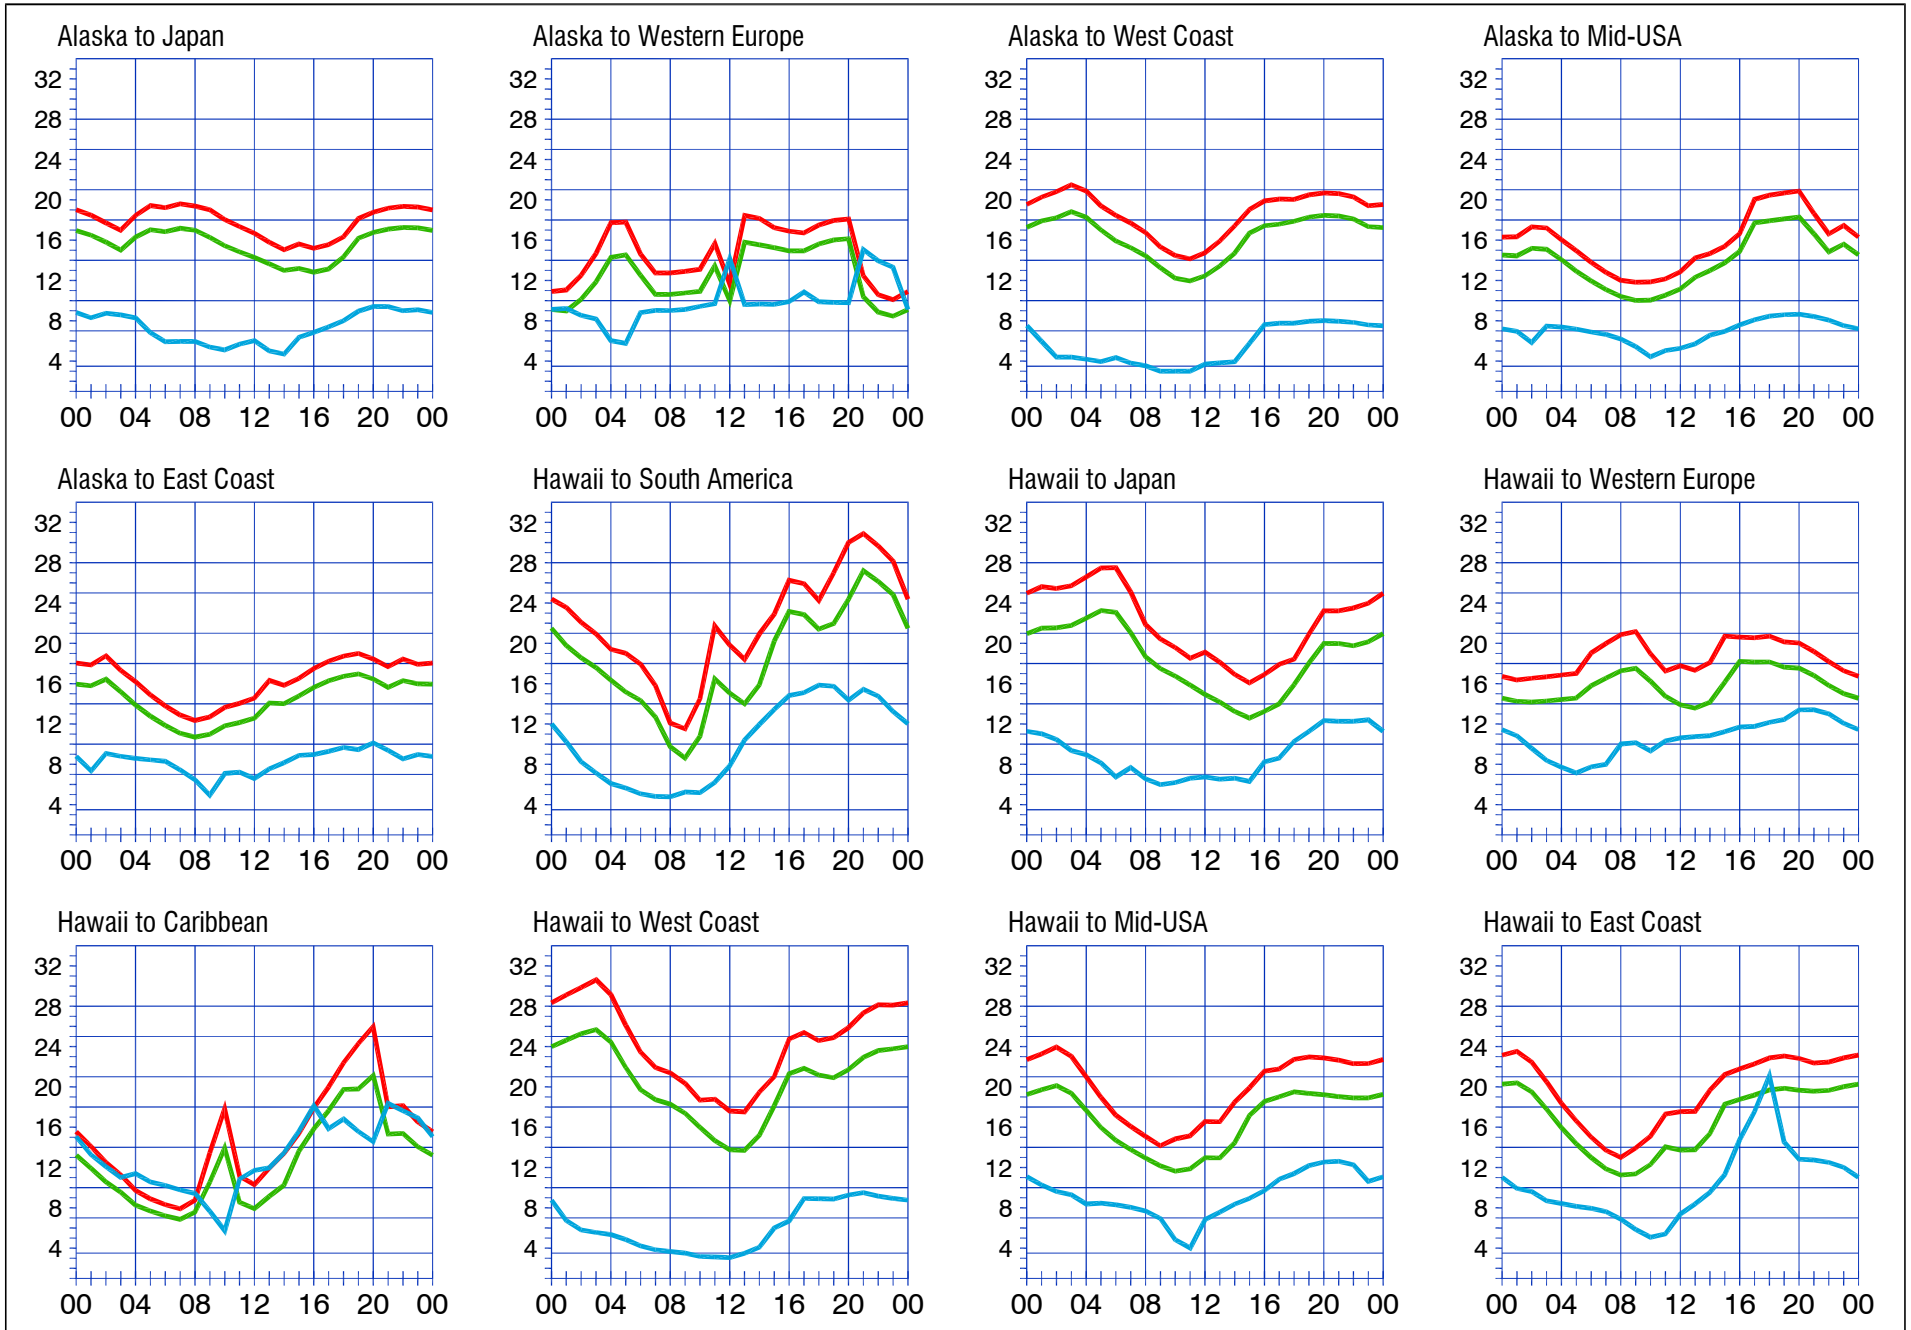 Alaska to Japan
Alaska to Western Europe
Alaska to West Coast
Alaska to Mid-USA
32 28 24 20 16 12 8 4
32 28 24 20 16 12 8 4
32 28 24 20 16 12 8 4
32 28 24 20 16 12 8 4
00 04 08 12 16 20 00
00 04 08 12 16 20 00
00 04 08 12 16 20 00
00 04 08 12 16 20 00
Alaska to East Coast
Hawaii to South America
Hawaii to Japan
Hawaii to Western Europe
32 28 24 20 16 12 8 4
32 28 24 20 16 12 8 4
32 28 24 20 16 12 8 4
32 28 24 20 16 12 8 4
00 04 08 12 16 20 00
00 04 08 12 16 20 00
00 04 08 12 16 20 00
00 04 08 12 16 20 00
Hawaii to Caribbean
Hawaii to West Coast
Hawaii to Mid-USA
Hawaii to East Coast
32 28 24 20 16 12 8 4
32 28 24 20 16 12 8 4
32 28 24 20 16 12 8 4
32 28 24 20 16 12 8 4
00 04 08 12 16 20 00
00 04 08 12 16 20 00
00 04 08 12 16 20 00
00 04 08 12 16 20 00